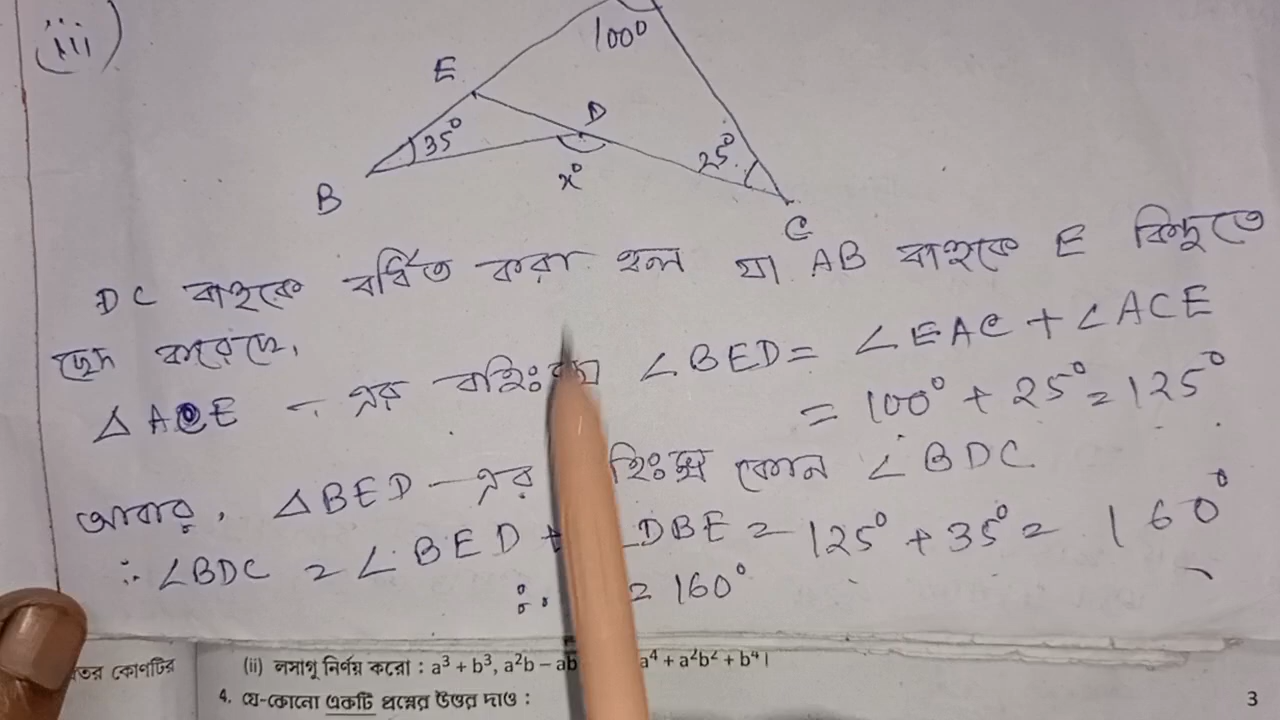 (iii)
100°
E
D
35°
25°
x°
B
C
DC বাহুকে বর্ধিত করা হল যা AB বাহুকে E বিন্দুতে
ছেদ করেছে,
△ACE -এর ∠BED = ∠EAC + ∠ACE
= 100° + 25° = 125°
আবার, △BED -এর কোন ∠BDC
∴ ∠BDC = ∠BED + ∠DBE = 125° + 35° = 160°
∴ = 160°
কোণটির
(ii) লসাগু নির্ণয় করো : a³ + b³, a²b – ab a⁴ + a²b² + b⁴।
4. যে-কোনো একটি প্রশ্নের উত্তর দাও :
3